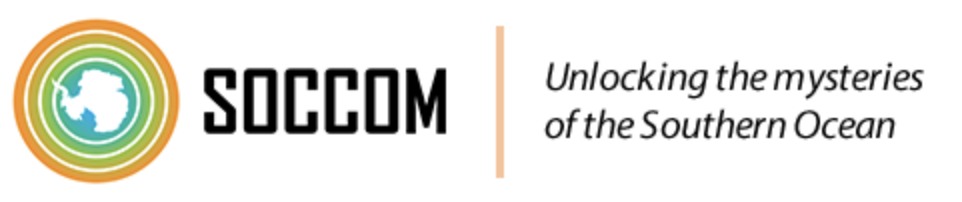 SOCCOM
Unlocking the mysteries
of the Southern Ocean